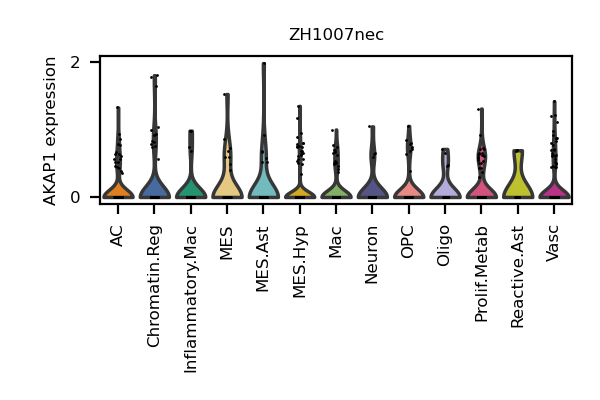 ZH1007nec
AKAP1 expression
2
0
AC
Chromatin.Reg
Inflammatory.Mac
MES
MES.Ast
MES.Hyp
Mac
Neuron
OPC
Oligo
Prolif.Metab
Reactive.Ast
Vasc